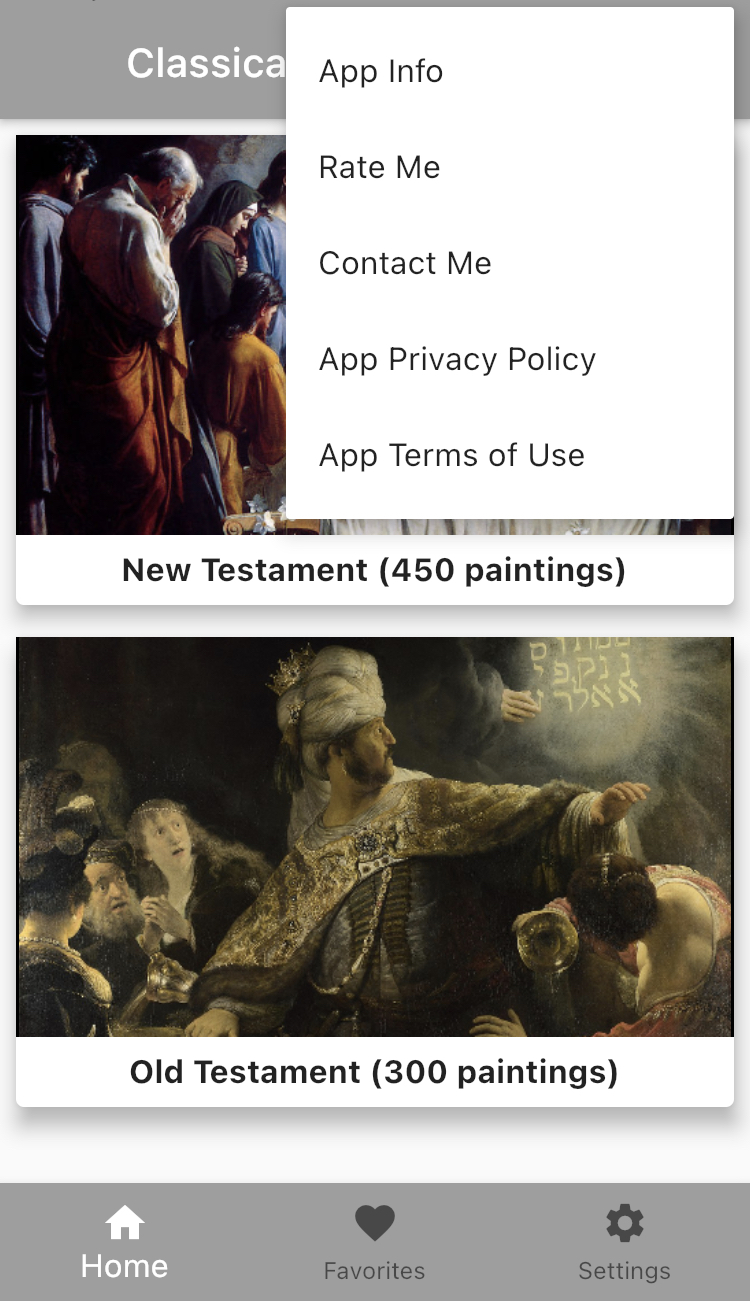 Classica
App Info
Rate Me
Contact Me
App Privacy Policy
App Terms of Use
New Testament (450 paintings)
נ נ ק פ י
א א ל ר ע
Old Testament (300 paintings)
Home
Favorites
Settings